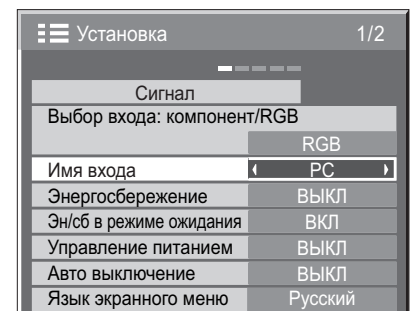 Установка 1/2
Сигнал
Выбор входа: компонент/RGB
RGB
Имя входа PC
Энергосбережение ВЫКЛ
Эн/сб в режиме ожидания ВКЛ
Управление питанием ВЫКЛ
Авто выключение ВЫКЛ
Язык экранного меню Русский